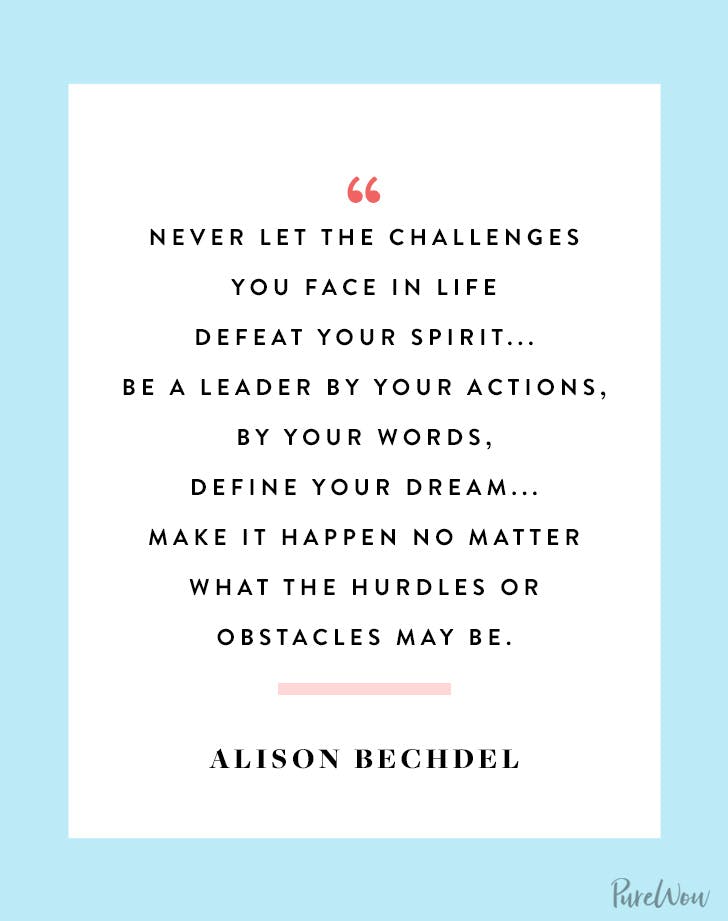 “
NEVER LET THE CHALLENGES
YOU FACE IN LIFE
DEFEAT YOUR SPIRIT...
BE A LEADER BY YOUR ACTIONS,
BY YOUR WORDS,
DEFINE YOUR DREAM...
MAKE IT HAPPEN NO MATTER
WHAT THE HURDLES OR
OBSTACLES MAY BE.
ALISON BECHDEL
PureWow